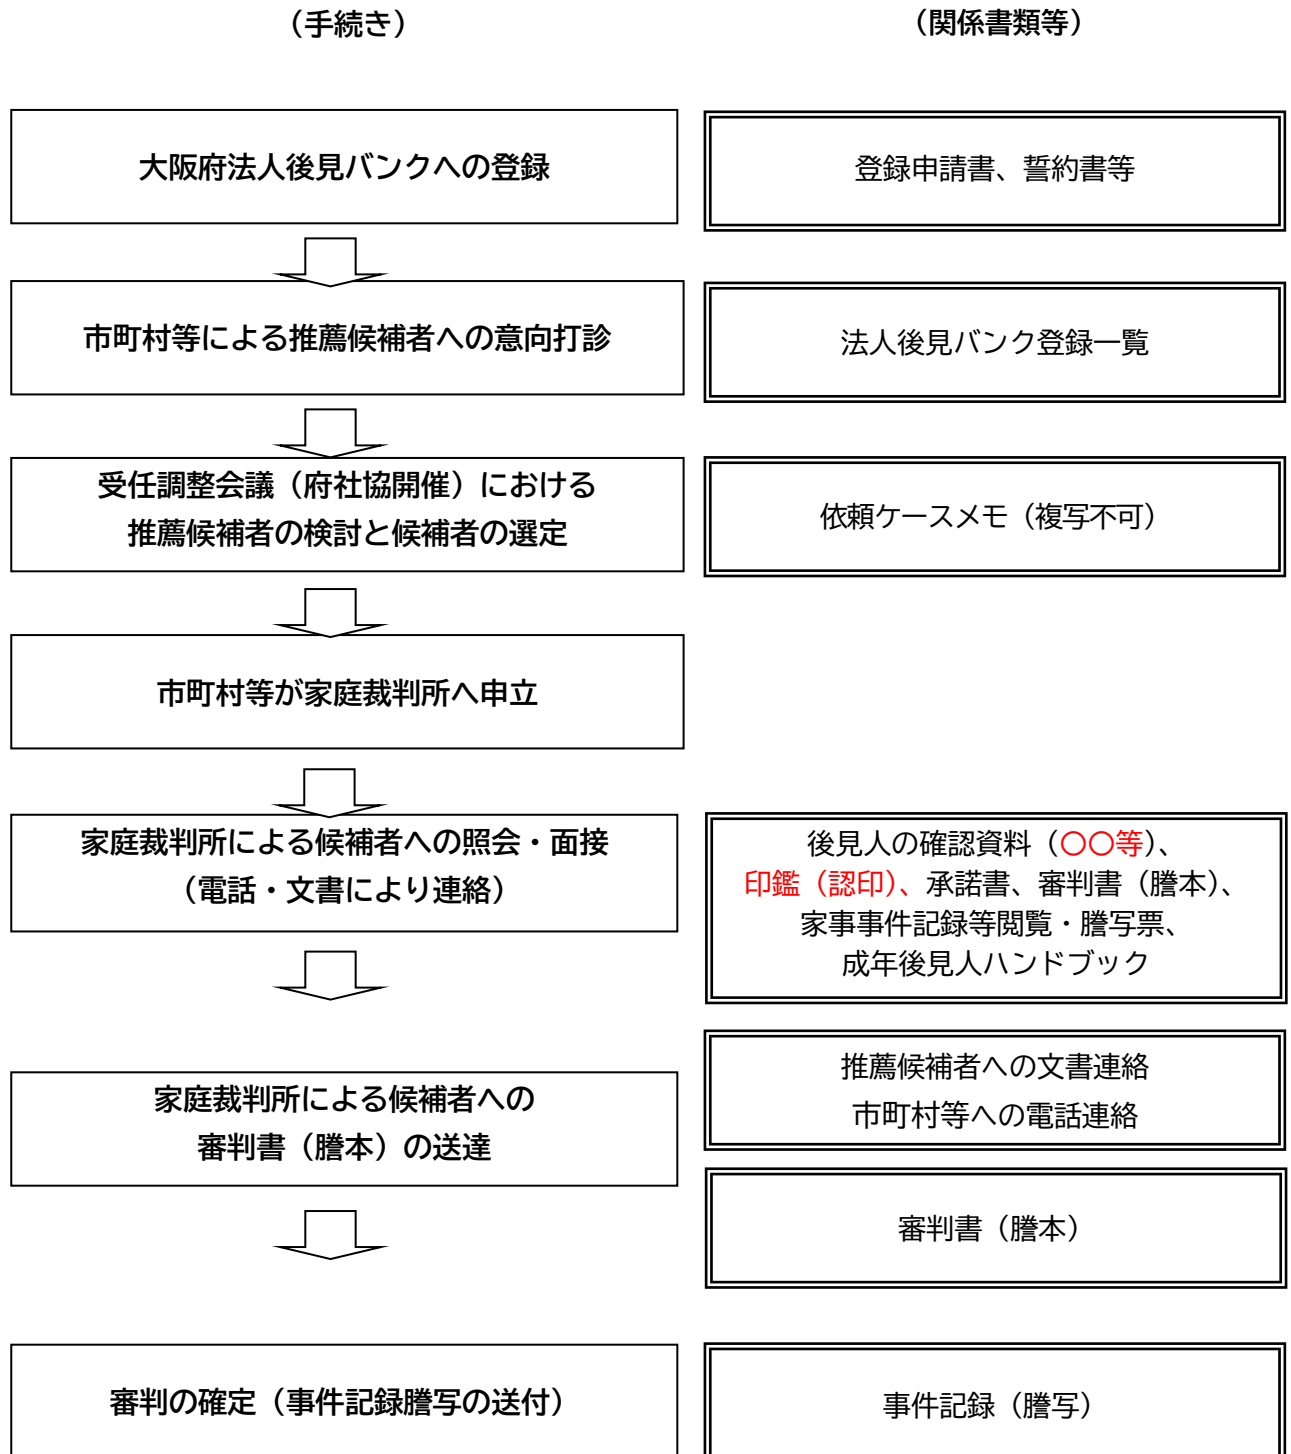 （手続き）
（関係書類等）
大阪府法人後見バンクへの登録
登録申請書、誓約書等
市町村等による推薦候補者への意向打診
法人後見バンク登録一覧
受任調整会議（府社協開催）における
推薦候補者の検討と候補者の選定
依頼ケースメモ（複写不可）
市町村等が家庭裁判所へ申立
家庭裁判所による候補者への照会・面接
（電話・文書により連絡）
後見人の確認資料（〇〇等）、
印鑑（認印）、承諾書、審判書（謄本）、
家事事件記録等閲覧・謄写票、
成年後見人ハンドブック
家庭裁判所による候補者への
審判書（謄本）の送達
推薦候補者への文書連絡
市町村等への電話連絡
審判書（謄本）
審判の確定（事件記録謄写の送付）
事件記録（謄写）